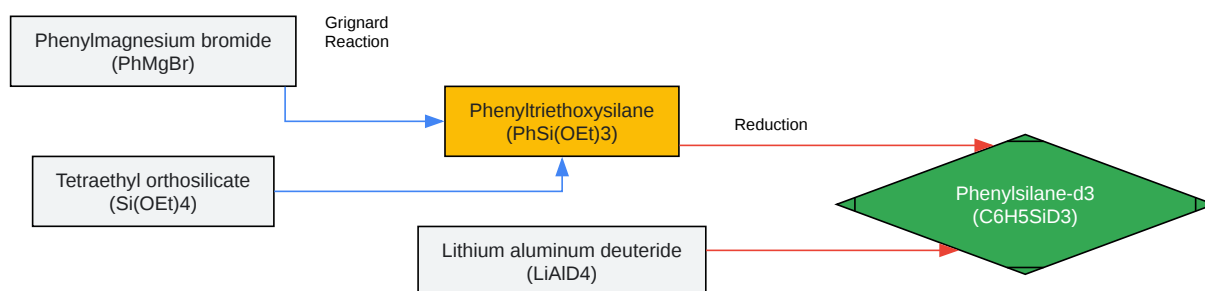 Phenylmagnesium bromide
(PhMgBr)
Grignard
Reaction
Phenyltriethoxysilane
(PhSi(OEt)3)
Reduction
Tetraethyl orthosilicate
(Si(OEt)4)
Phenylsilane-d3
(C6H5SiD3)
Lithium aluminum deuteride
(LiAlD4)